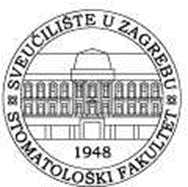 SVEUČILIŠTE U ZAGREBU
STOMATOLOŠKI FAKULTET
1948